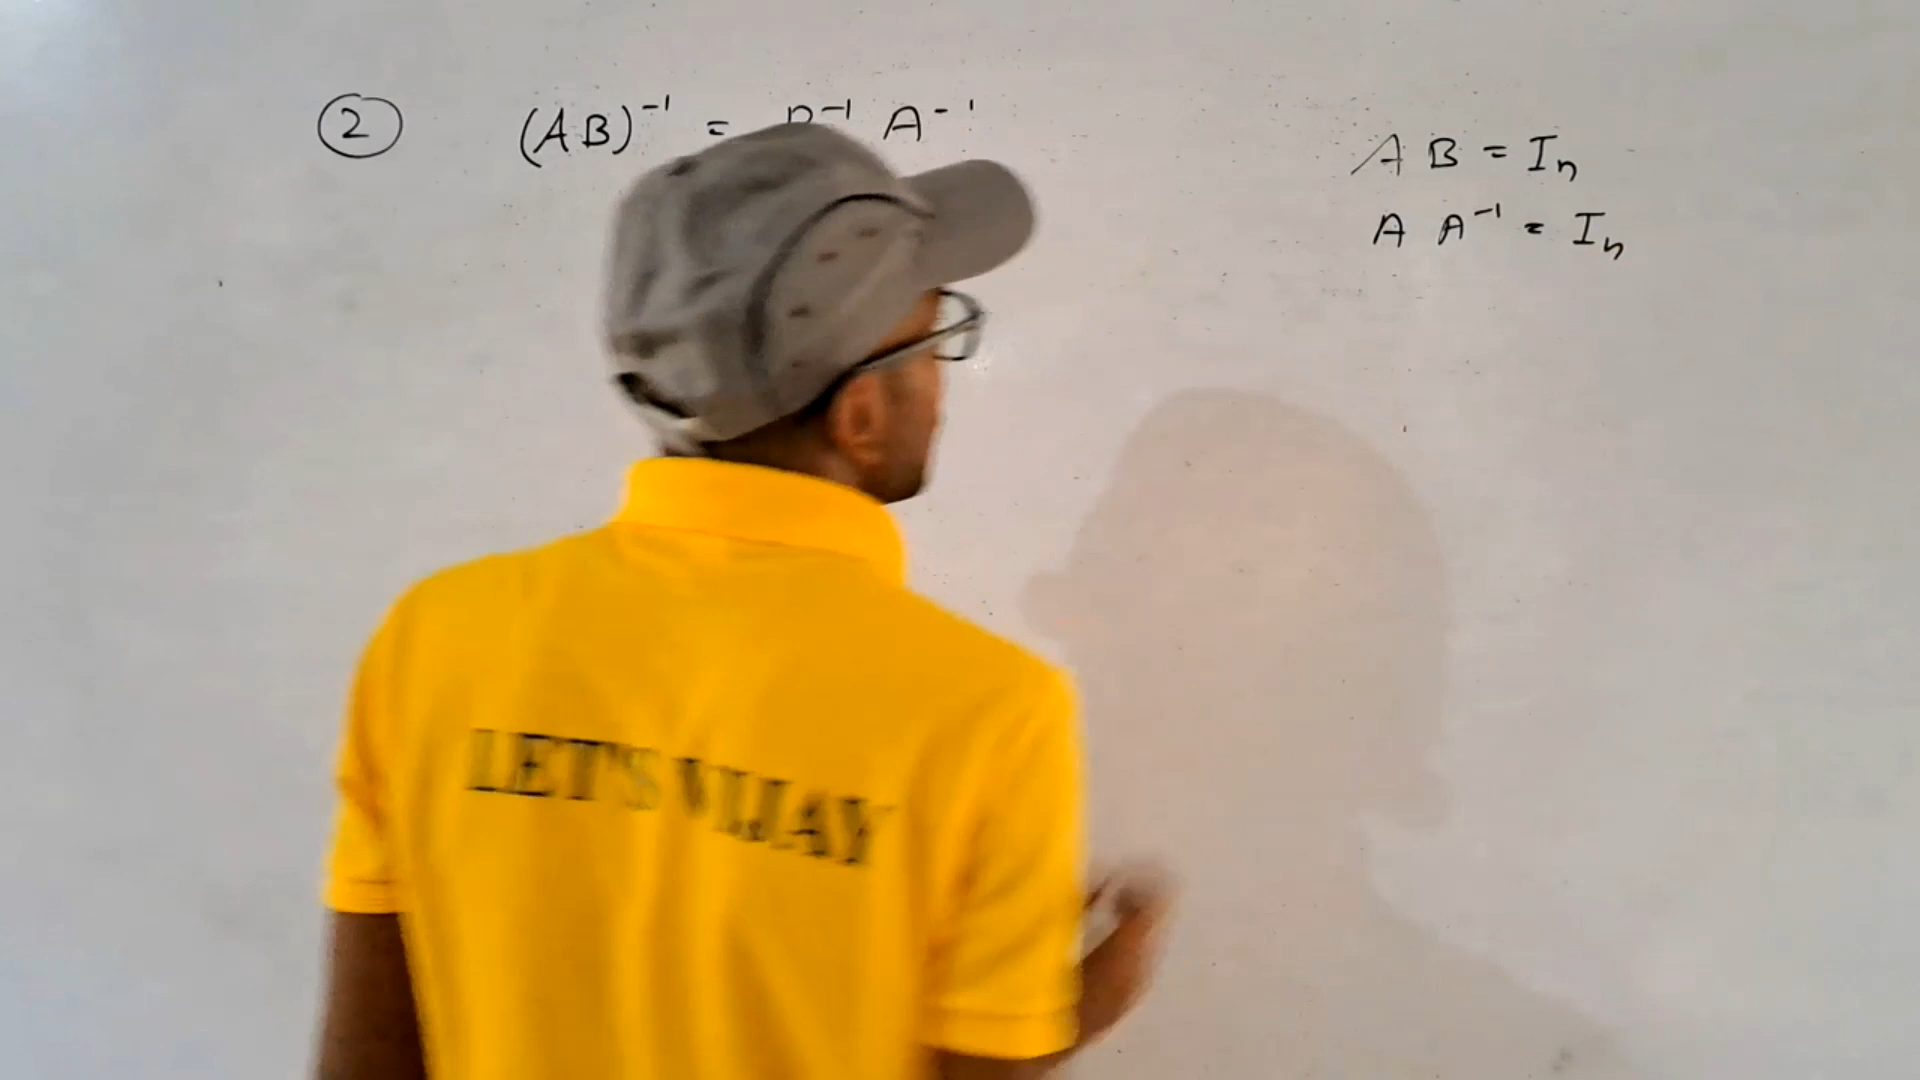 ② (AB)⁻¹ = B⁻¹ A⁻¹
A B = Iₙ
A A⁻¹ = Iₙ
LET'S VIJAY